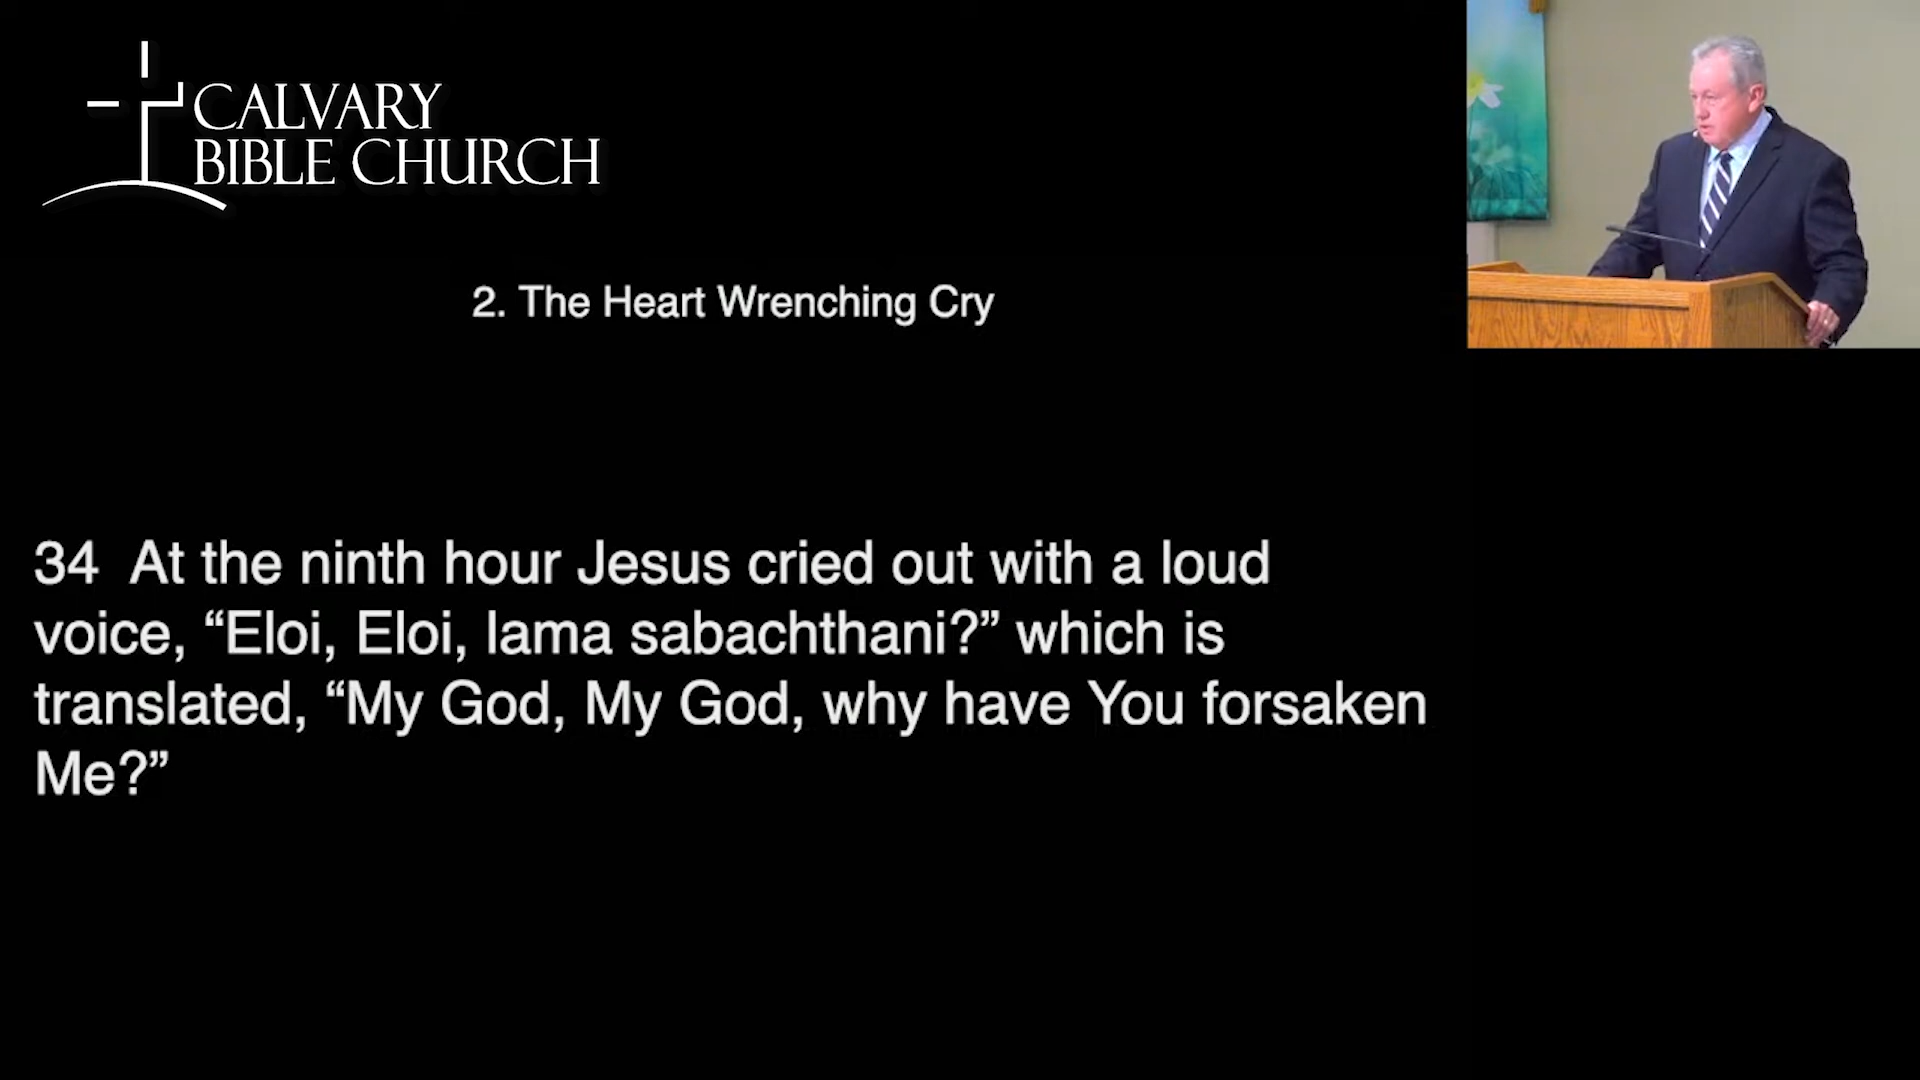 CALVARY
BIBLE CHURCH
2. The Heart Wrenching Cry
34  At the ninth hour Jesus cried out with a loud
voice, “Eloi, Eloi, lama sabachthani?” which is
translated, “My God, My God, why have You forsaken
Me?”